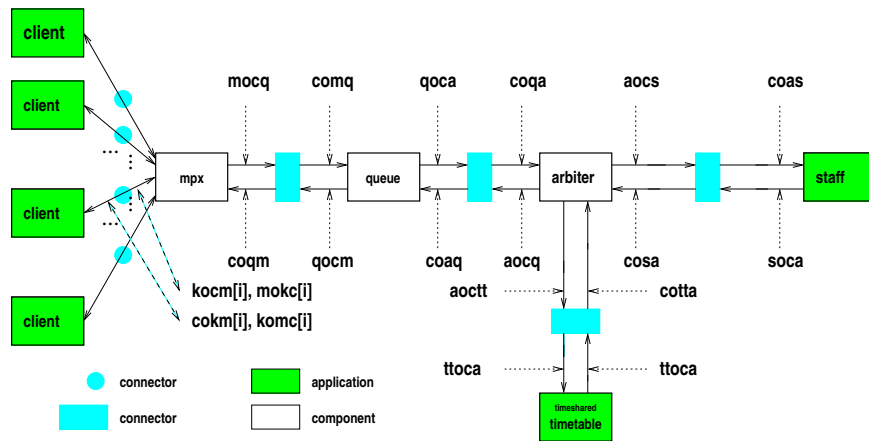 client
client
client
client
mocq
comq
qoca
coqa
aocs
coas
...
⋮
⋮
...
mpx
queue
arbiter
staff
coqm
qocm
coaq
aocq
cosa
soca
kocm[i], mokc[i]
cokm[i], komc[i]
aoctt
cotta
ttoca
ttoca
timeshared
timetable
connector
application
connector
component